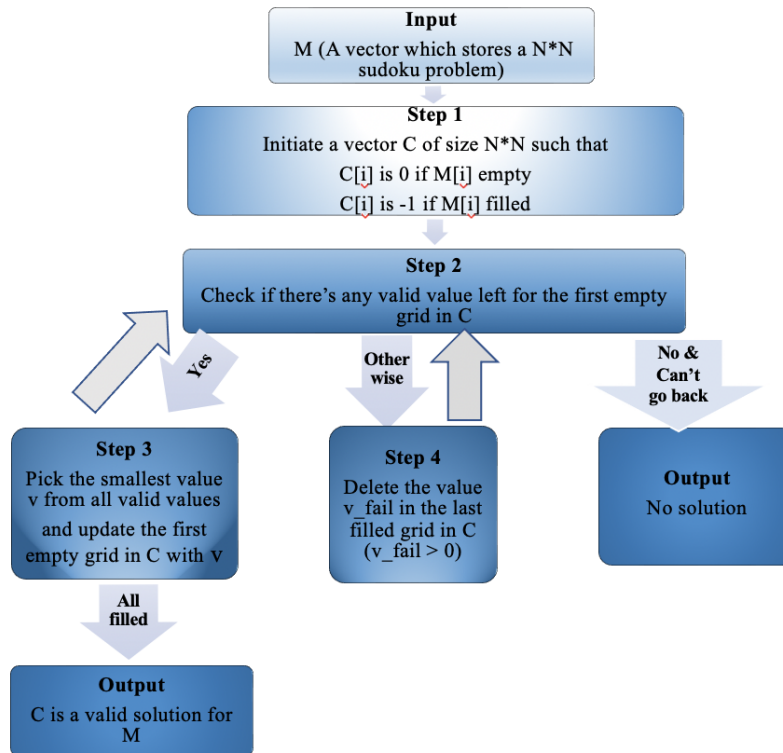 Input
M (A vector which stores a N*N
sudoku problem)
Step 1
Initiate a vector C of size N*N such that
C[i] is 0 if M[i] empty
C[i] is -1 if M[i] filled
Step 2
Check if there's any valid value left for the first empty
grid in C
Yes
Other
wise
No &
Can't
go back
Step 3
Pick the smallest value
v from all valid values
and update the first
empty grid in C with v
Step 4
Delete the value
v_fail in the last
filled grid in C
(v_fail > 0)
Output
No solution
All
filled
Output
C is a valid solution for
M